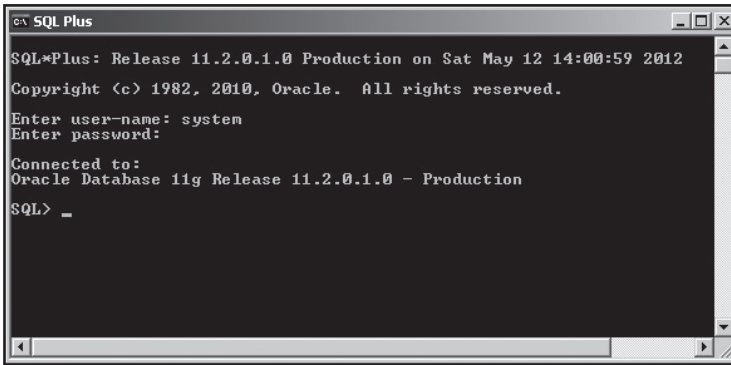 SQL Plus
SQL*Plus: Release 11.2.0.1.0 Production on Sat May 12 14:00:59 2012
Copyright (c) 1982, 2010, Oracle.  All rights reserved.
Enter user-name: system
Enter password:
Connected to:
Oracle Database 11g Release 11.2.0.1.0 - Production
SQL> _